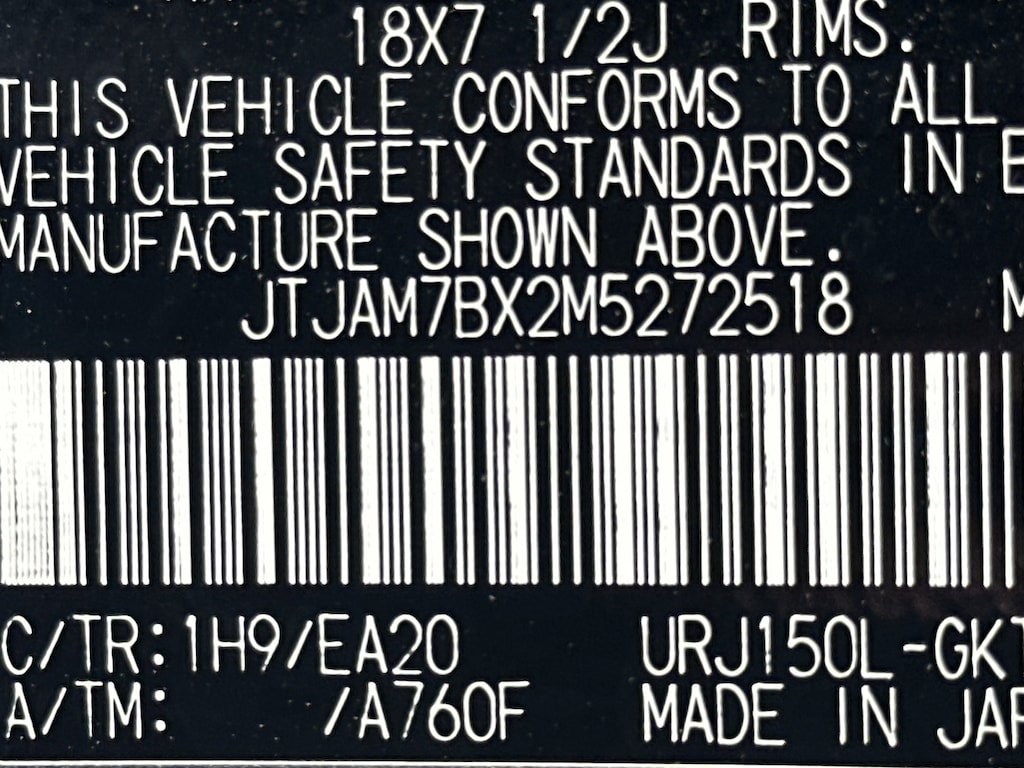 18X7 1/2J RIMS.
THIS VEHICLE CONFORMS TO ALL
VEHICLE SAFETY STANDARDS IN
MANUFACTURE SHOWN ABOVE.
JTJAM7BX2M5272518
C/TR:1H9/EA20 URJ150L-GKT
A/TM: /A760F MADE IN